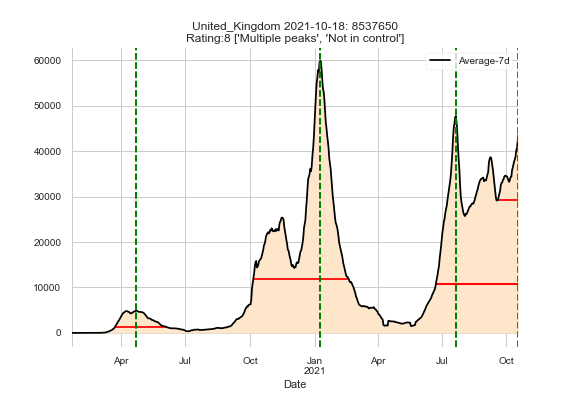 United_Kingdom 2021-10-18: 8537650
Rating:8 ['Multiple peaks', 'Not in control']
Average-7d
60000
50000
40000
30000
20000
10000
0
Apr
Jul
Oct
Jan
2021
Apr
Jul
Oct
Date